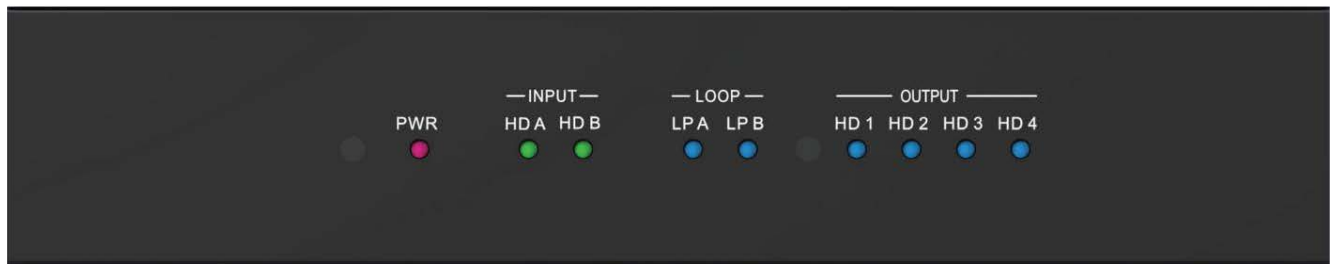 INPUT LOOP OUTPUT
PWR HD A HD B LP A LP B HD 1 HD 2 HD 3 HD 4